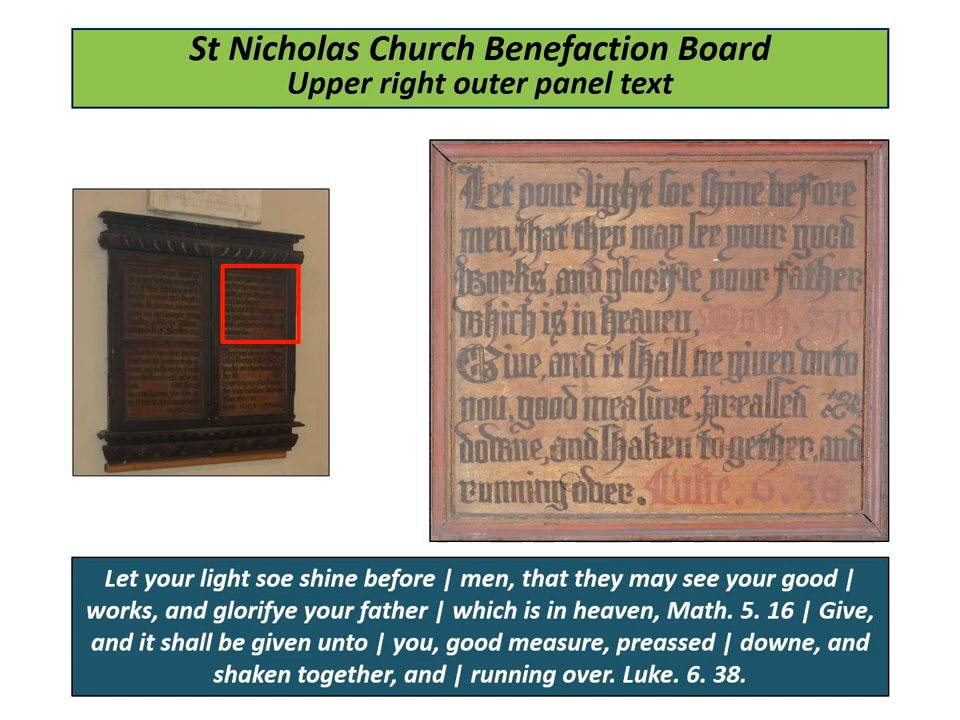 St Nicholas Church Benefaction Board
Upper right outer panel text
Let your light soe shine before
men, that they may see your good
works, and glorifie your father
which is in heaven, Math. 5. 16
Give, and it shall be given unto
you, good measure, preassed
downe, and shaken together, and
running over. Luke. 6. 38.
Let your light soe shine before | men, that they may see your good |
works, and glorifye your father | which is in heaven, Math. 5. 16 | Give,
and it shall be given unto | you, good measure, preassed | downe, and
shaken together, and | running over. Luke. 6. 38.